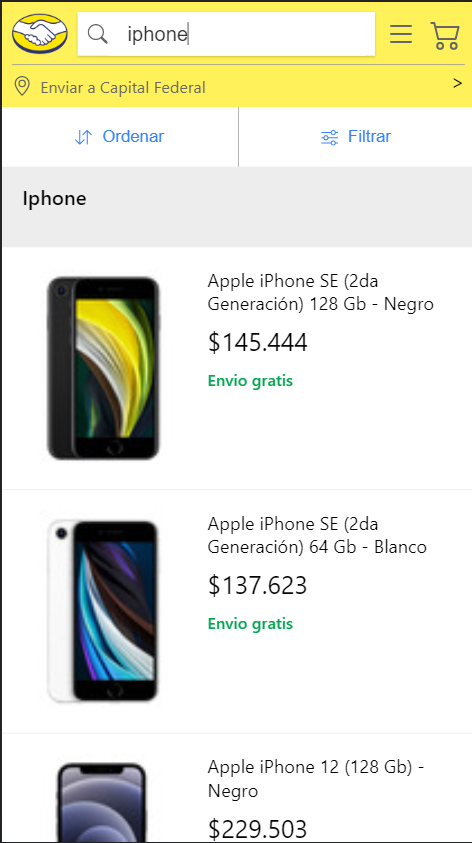 iphone
Enviar a Capital Federal >
Ordenar
Filtrar
Iphone
Apple iPhone SE (2da
Generación) 128 Gb - Negro
$145.444
Envio gratis
Apple iPhone SE (2da
Generación) 64 Gb - Blanco
$137.623
Envio gratis
Apple iPhone 12 (128 Gb) -
Negro
$229.503